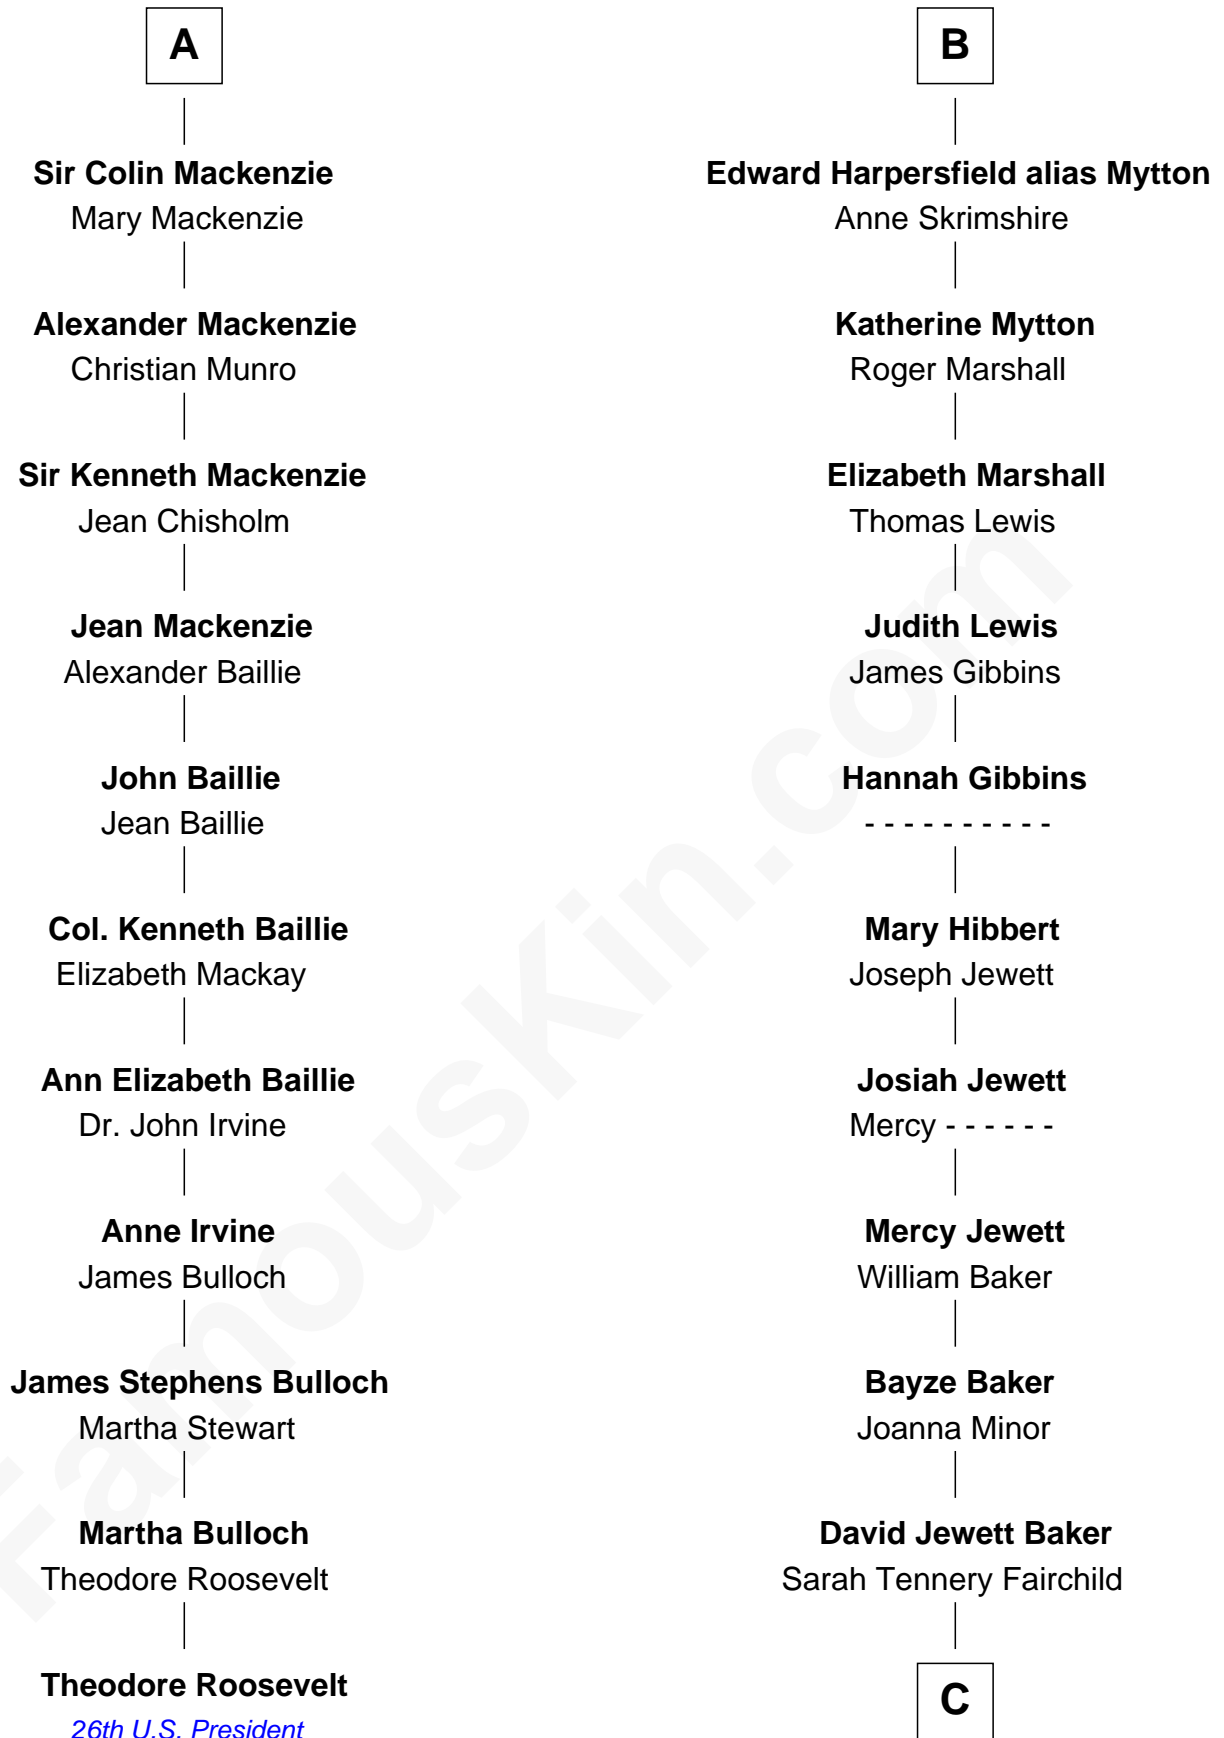 A
Sir Colin Mackenzie
Mary Mackenzie
Alexander Mackenzie
Christian Munro
Sir Kenneth Mackenzie
Jean Chisholm
Jean Mackenzie
Alexander Baillie
John Baillie
Jean Baillie
Col. Kenneth Baillie
Elizabeth Mackay
Ann Elizabeth Baillie
Dr. John Irvine
Anne Irvine
James Bulloch
James Stephens Bulloch
Martha Stewart
Martha Bulloch
Theodore Roosevelt
Theodore Roosevelt
26th U.S. President
B
Edward Harpersfield alias Mytton
Anne Skrimshire
Katherine Mytton
Roger Marshall
Elizabeth Marshall
Thomas Lewis
Judith Lewis
James Gibbins
Hannah Gibbins
- - - - - - - - - -
Mary Hibbert
Joseph Jewett
Josiah Jewett
Mercy - - - - - -
Mercy Jewett
William Baker
Bayze Baker
Joanna Minor
David Jewett Baker
Sarah Tennery Fairchild
C
FamousKin.com